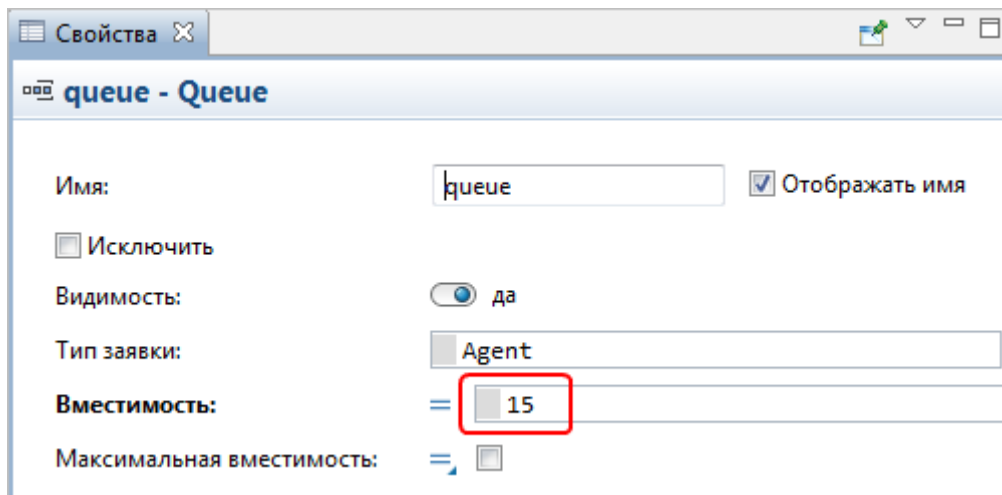 Свойства
queue - Queue
Имя: queue Отображать имя
Исключить
Видимость: да
Тип заявки: Agent
Вместимость: 15
Максимальная вместимость: